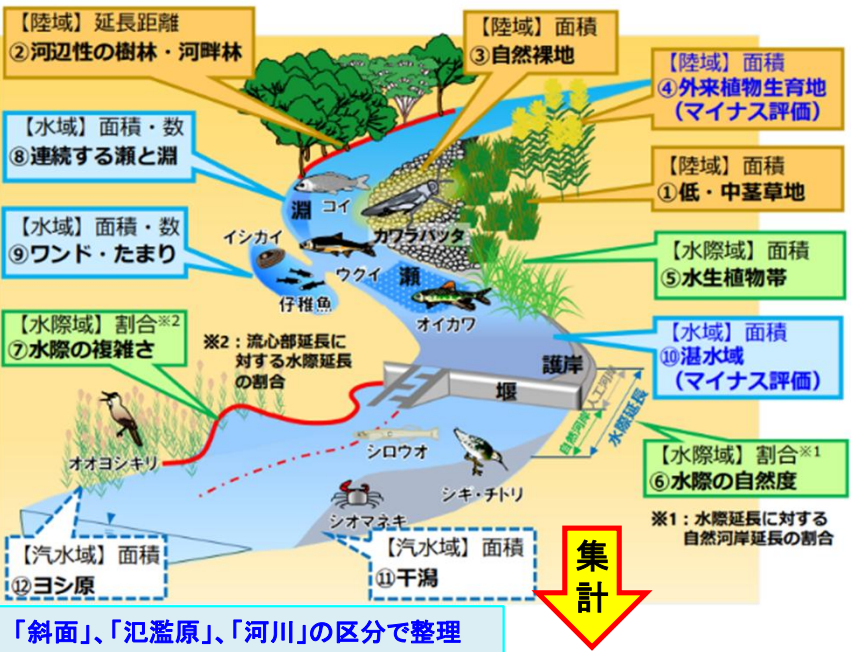 【陸域】延長距離
②河辺性の樹林・河畔林
【陸域】面積
③自然裸地
【陸域】面積
④外来植物生育地
（マイナス評価）
【水域】面積・数
⑧連続する瀬と淵
【陸域】面積
①低・中茎草地
淵
コイ
カワラバッタ
【水域】面積・数
⑨ワンド・たまり
イシカイ
ウクイ
瀬
仔稚魚
オイカワ
【水際域】面積
⑤水生植物帯
【水際域】割合※2
⑦水際の複雑さ
※2：流心部延長に
対する水際延長
の割合
【水域】面積
⑩湛水域
（マイナス評価）
護岸
堰
人工河岸
自然河岸
水際延長
オオヨシキリ
シロウオ
シギ・チドリ
シオマネキ
【水際域】割合※1
⑥水際の自然度
※1：水際延長に対する
自然河岸延長の割合
【汽水域】面積
⑫ヨシ原
【汽水域】面積
⑪干潟
集
計
「斜面」、「氾濫原」、「河川」の区分で整理